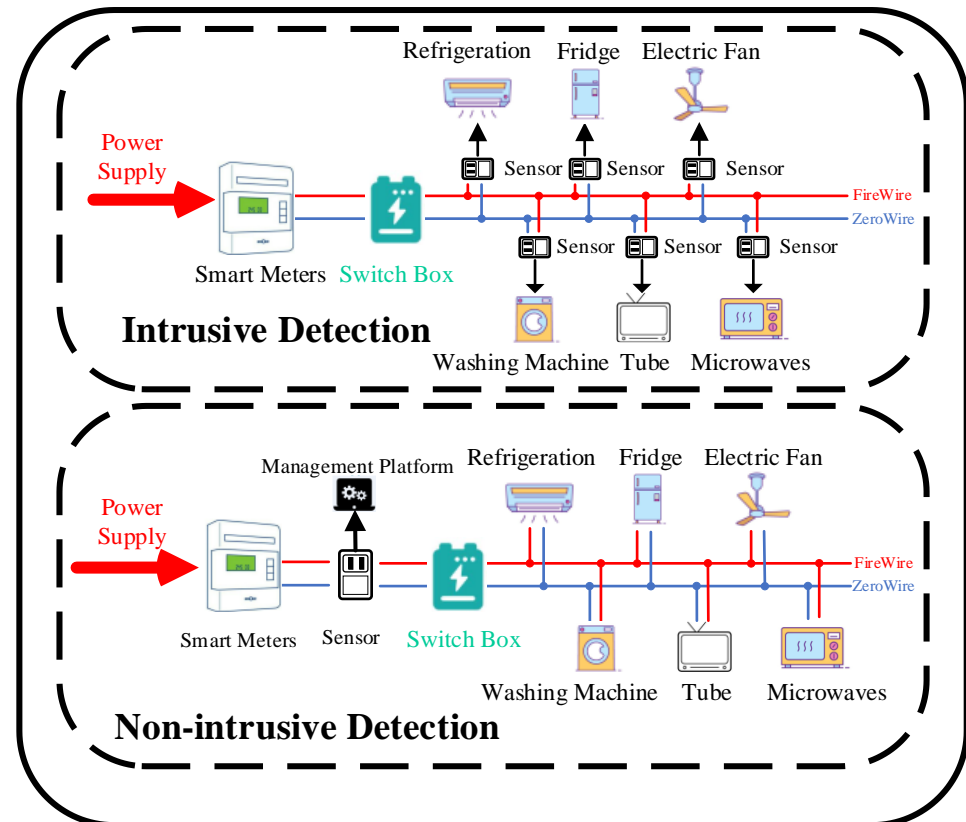 Refrigeration Fridge Electric Fan
Power
Supply
Sensor Sensor Sensor
FireWire
ZeroWire
Sensor Sensor Sensor
Smart Meters Switch Box
Intrusive Detection
Washing Machine Tube Microwaves
Refrigeration Fridge Electric Fan
Management Platform
Power
Supply
FireWire
ZeroWire
Smart Meters Sensor Switch Box
Washing Machine Tube Microwaves
Non-intrusive Detection